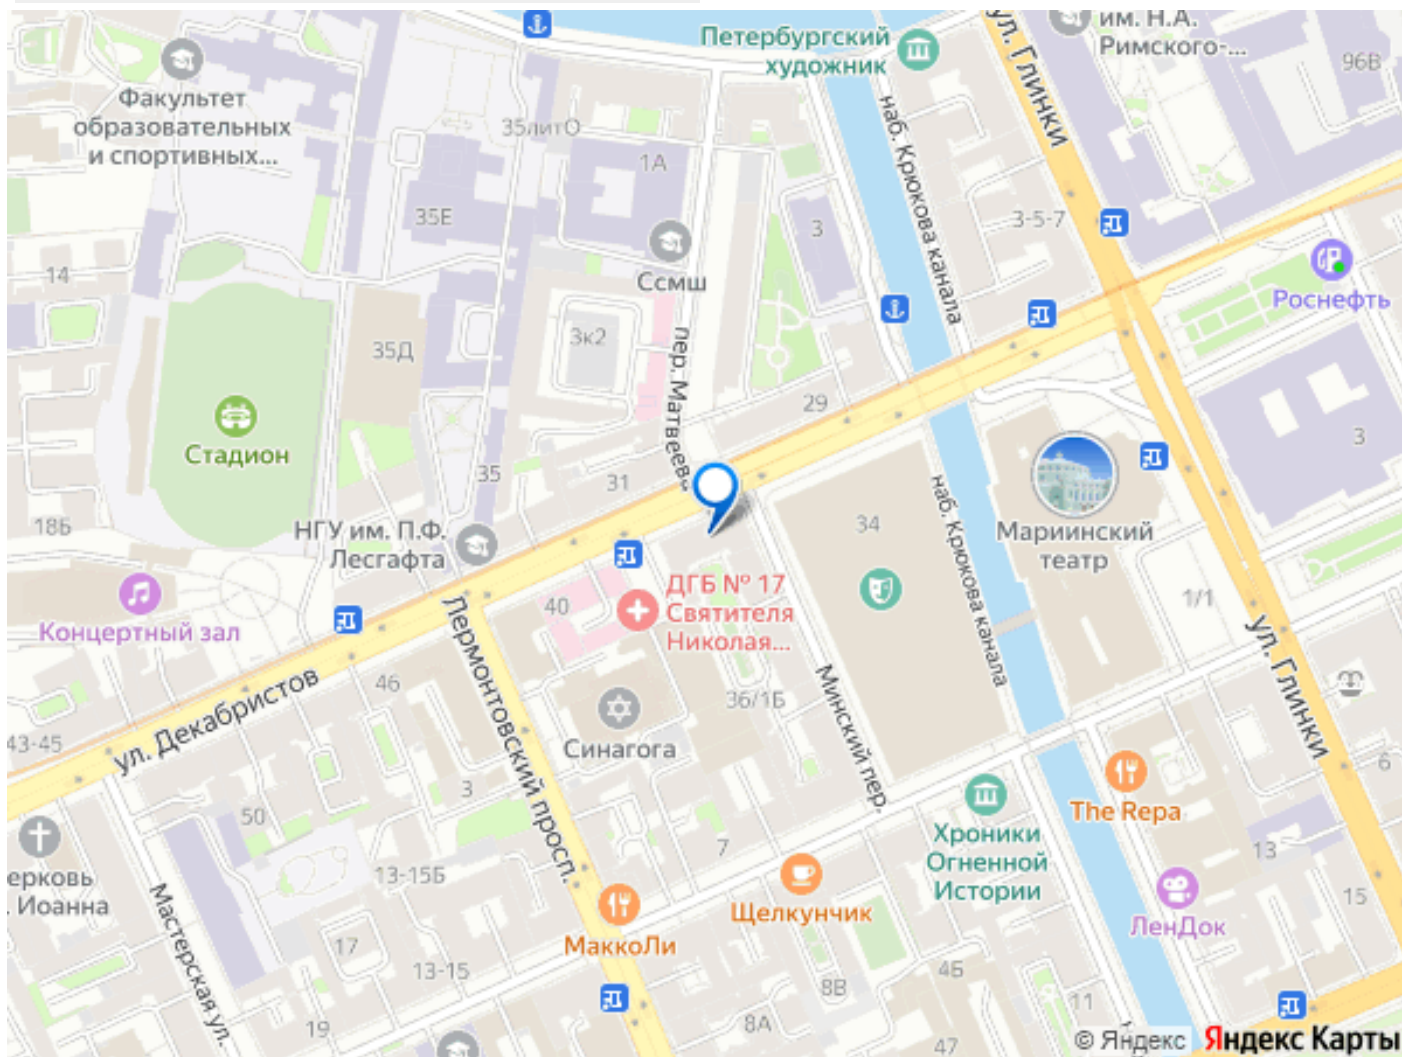 Петербургский
художник
им. Н.А.
Римского-...
ул. Глинки
96В
Факультет
образовательных
и спортивных...
35литО
1А
наб. Крюкова канала
35Е
3
3-5-7
14
Ссмш
Роснефть
3к2
35Д
пер. Матвеева
29
3
Стадион
35
31
наб. Крюкова канала
34
18Б
НГУ им. П.Ф.
Лесгафта
Мариинский
театр
ДГБ № 17
Святителя
Николая...
40
1/1
Концертный зал
Лермонтовский просп.
ул. Глинки
46
36/1Б
Минский пер.
ул. Декабристов
43-45
Синагога
6
3
50
The Repa
7
Хроники
Огненной
Истории
13
13-15Б
ерковь
. Иоанна
Мастерская ул.
15
Щелкунчик
ЛенДок
МаккоЛи
17
13-15
4Б
8В
11
19
8А
47
© Яндекс Яндекс Карты